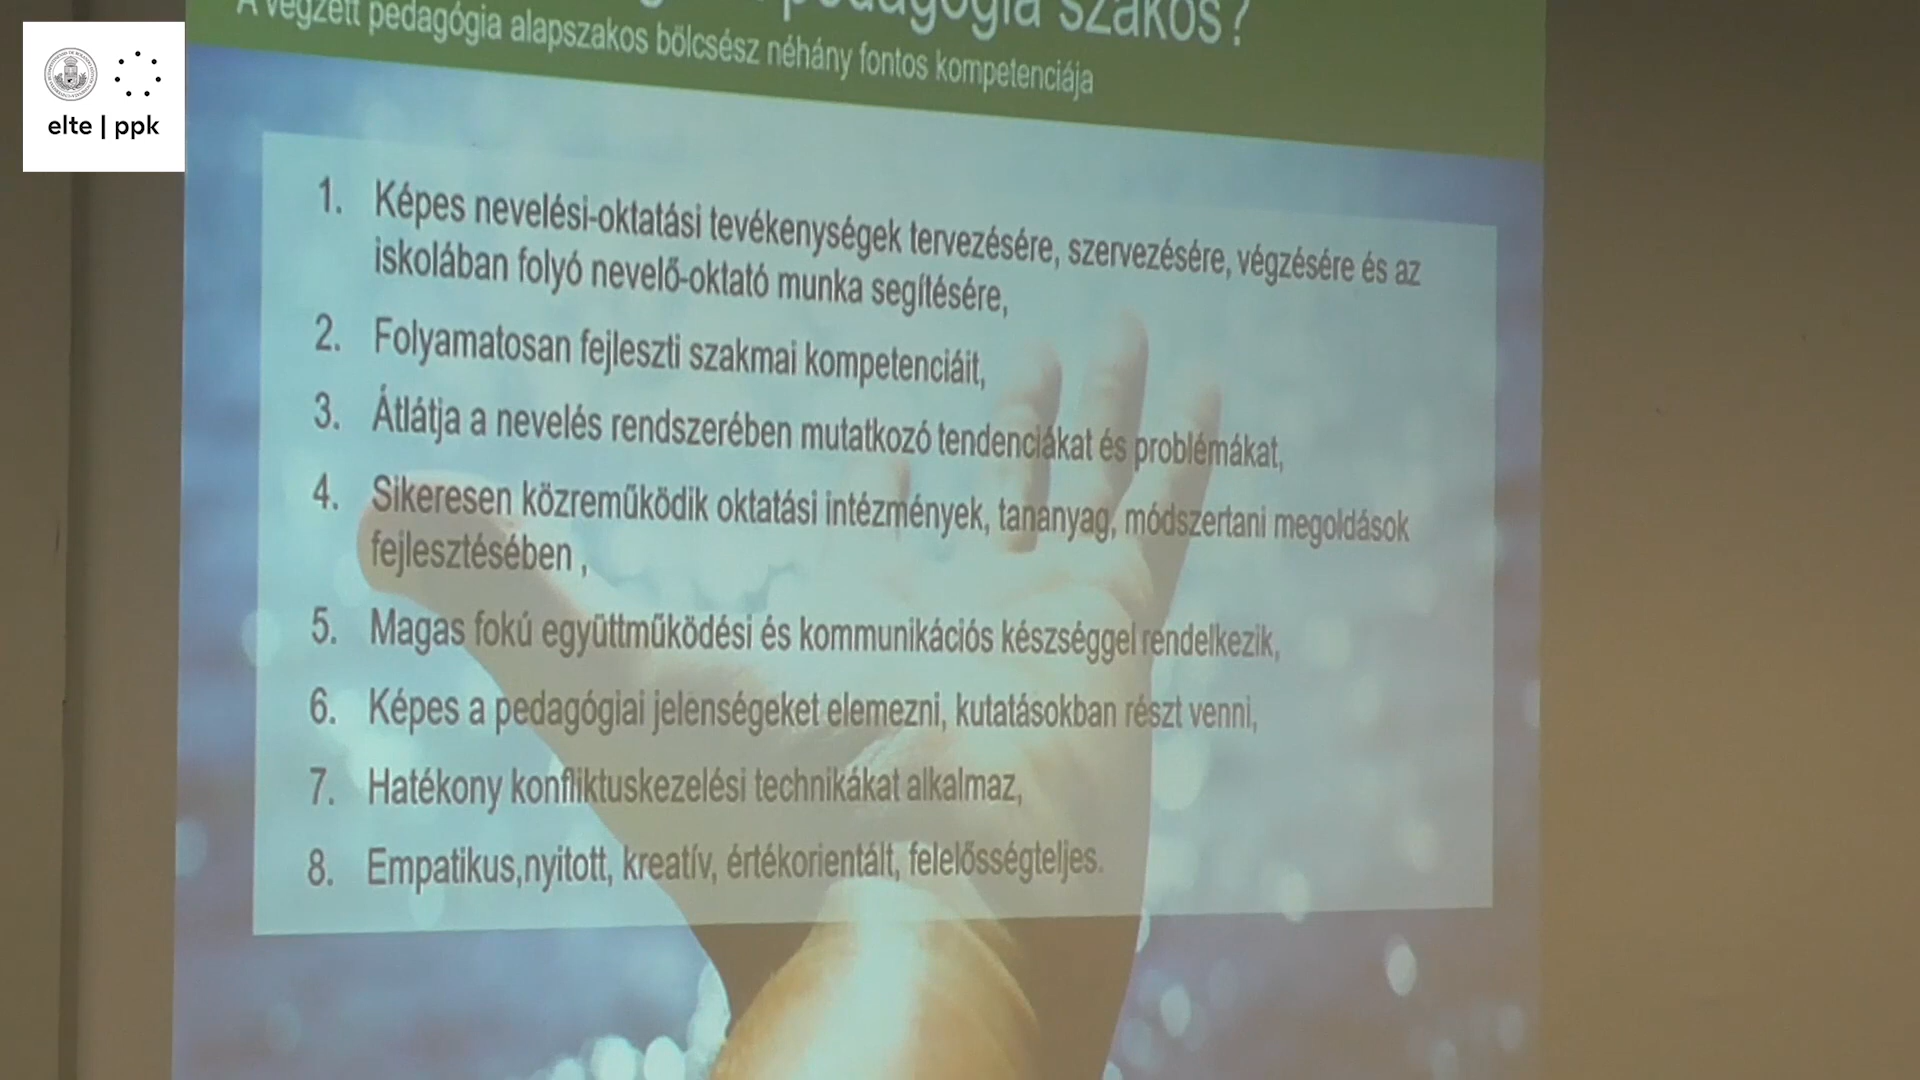 elte | ppk
pedagógia szakos?
A végzett pedagógia alapszakos bölcsész néhány fontos kompetenciája
1. Képes nevelési-oktatási tevékenységek tervezésére, szervezésére, végzésére és az
iskolában folyó nevelő-oktató munka segítésére,
2. Folyamatosan fejleszti szakmai kompetenciáit,
3. Átlátja a nevelés rendszerében mutatkozó tendenciákat és problémákat,
4. Sikeresen közreműködik oktatási intézmények, tananyag, módszertani megoldások
fejlesztésében ,
5. Magas fokú együttműködési és kommunikációs készséggel rendelkezik,
6. Képes a pedagógiai jelenségeket elemezni, kutatásokban részt venni,
7. Hatékony konfliktuskezelési technikákat alkalmaz,
8. Empatikus,nyitott, kreatív, értékorientált, felelősségteljes.